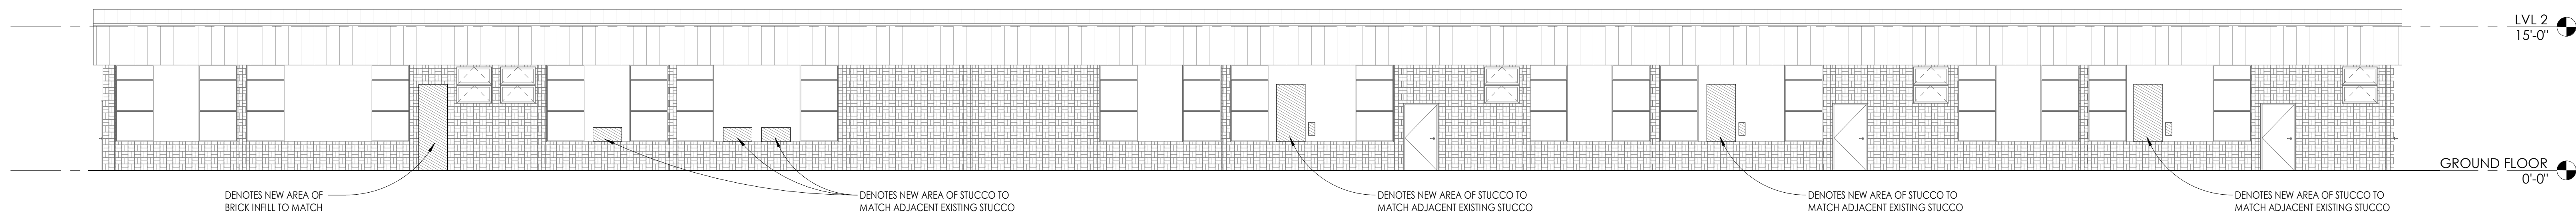 LVL 2
15'-0"
GROUND FLOOR
0'-0"
DENOTES NEW AREA OF
BRICK INFILL TO MATCH
DENOTES NEW AREA OF STUCCO TO
MATCH ADJACENT EXISTING STUCCO
DENOTES NEW AREA OF STUCCO TO
MATCH ADJACENT EXISTING STUCCO
DENOTES NEW AREA OF STUCCO TO
MATCH ADJACENT EXISTING STUCCO
DENOTES NEW AREA OF STUCCO TO
MATCH ADJACENT EXISTING STUCCO